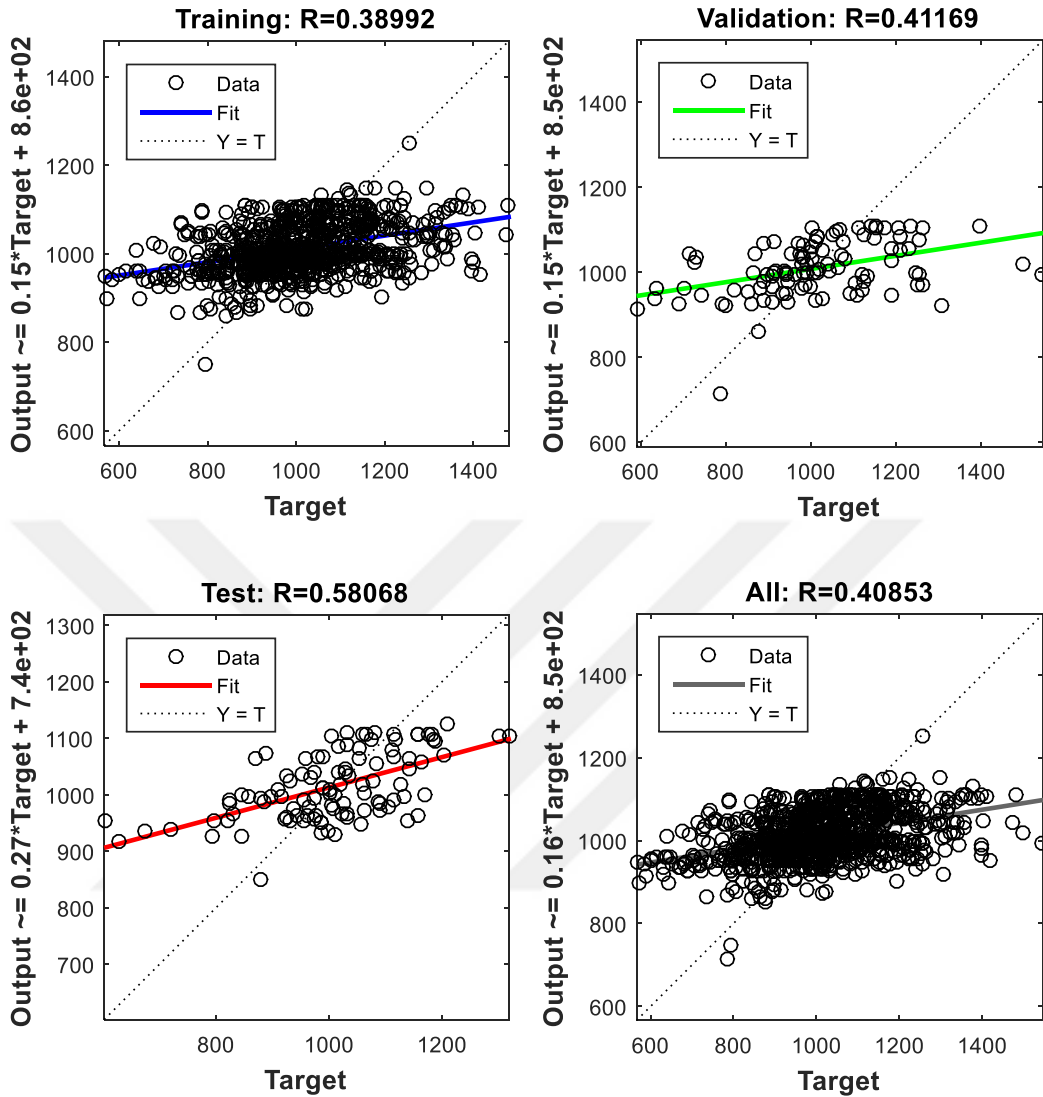 Training: R=0.38992
Output ~= 0.15*Target + 8.6e+02
1400
1200
1000
800
600
Data
Fit
Y = T
600 800 1000 1200 1400
Target
Validation: R=0.41169
Output ~= 0.15*Target + 8.5e+02
1400
1200
1000
800
600
Data
Fit
Y = T
600 800 1000 1200 1400
Target
Test: R=0.58068
Output ~= 0.27*Target + 7.4e+02
1300
1200
1100
1000
900
800
700
Data
Fit
Y = T
800 1000 1200
Target
All: R=0.40853
Output ~= 0.16*Target + 8.5e+02
1400
1200
1000
800
600
Data
Fit
Y = T
600 800 1000 1200 1400
Target